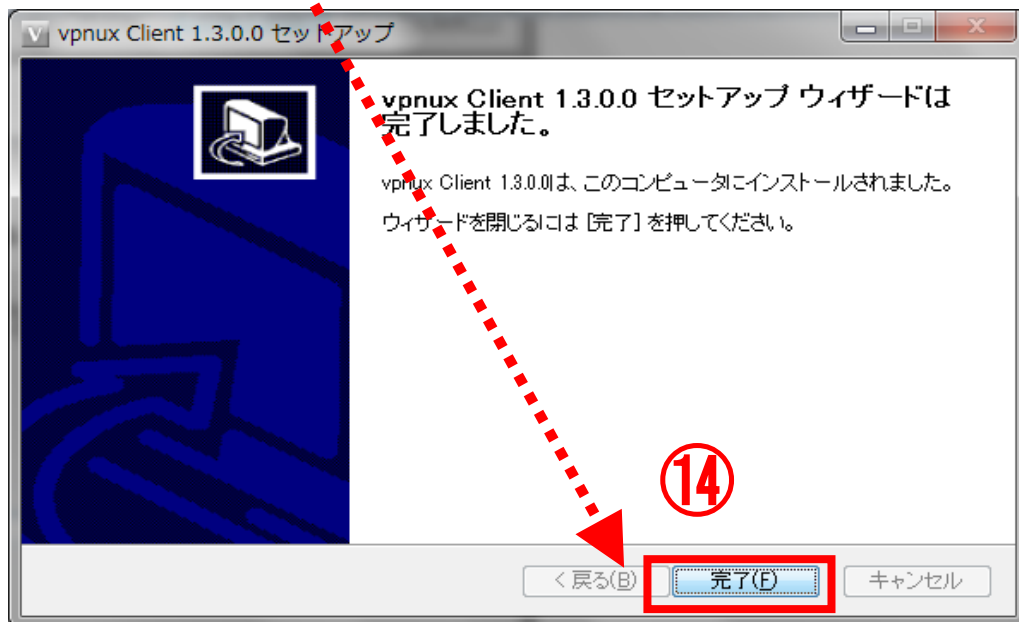 V vpnux Client 1.3.0.0 セットアップ
vpnux Client 1.3.0.0 セットアップ ウィザードは
完了しました。
vpnux Client 1.3.0.0は、このコンピュータにインストールされました。
ウィザードを閉じるには [完了] を押してください。
⑭
< 戻る(B) 完了(F) キャンセル